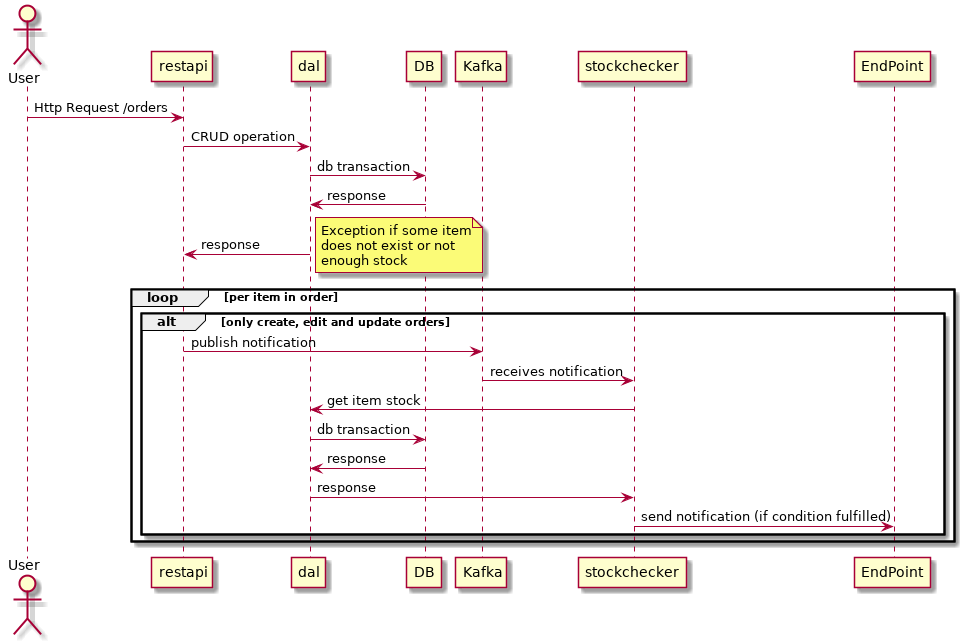 User
restapi
dal
DB
Kafka
stockchecker
EndPoint
Http Request /orders
CRUD operation
db transaction
response
Exception if some item
does not exist or not
enough stock
response
loop
[per item in order]
alt
[only create, edit and update orders]
publish notification
receives notification
get item stock
db transaction
response
response
send notification (if condition fulfilled)
User
restapi
dal
DB
Kafka
stockchecker
EndPoint